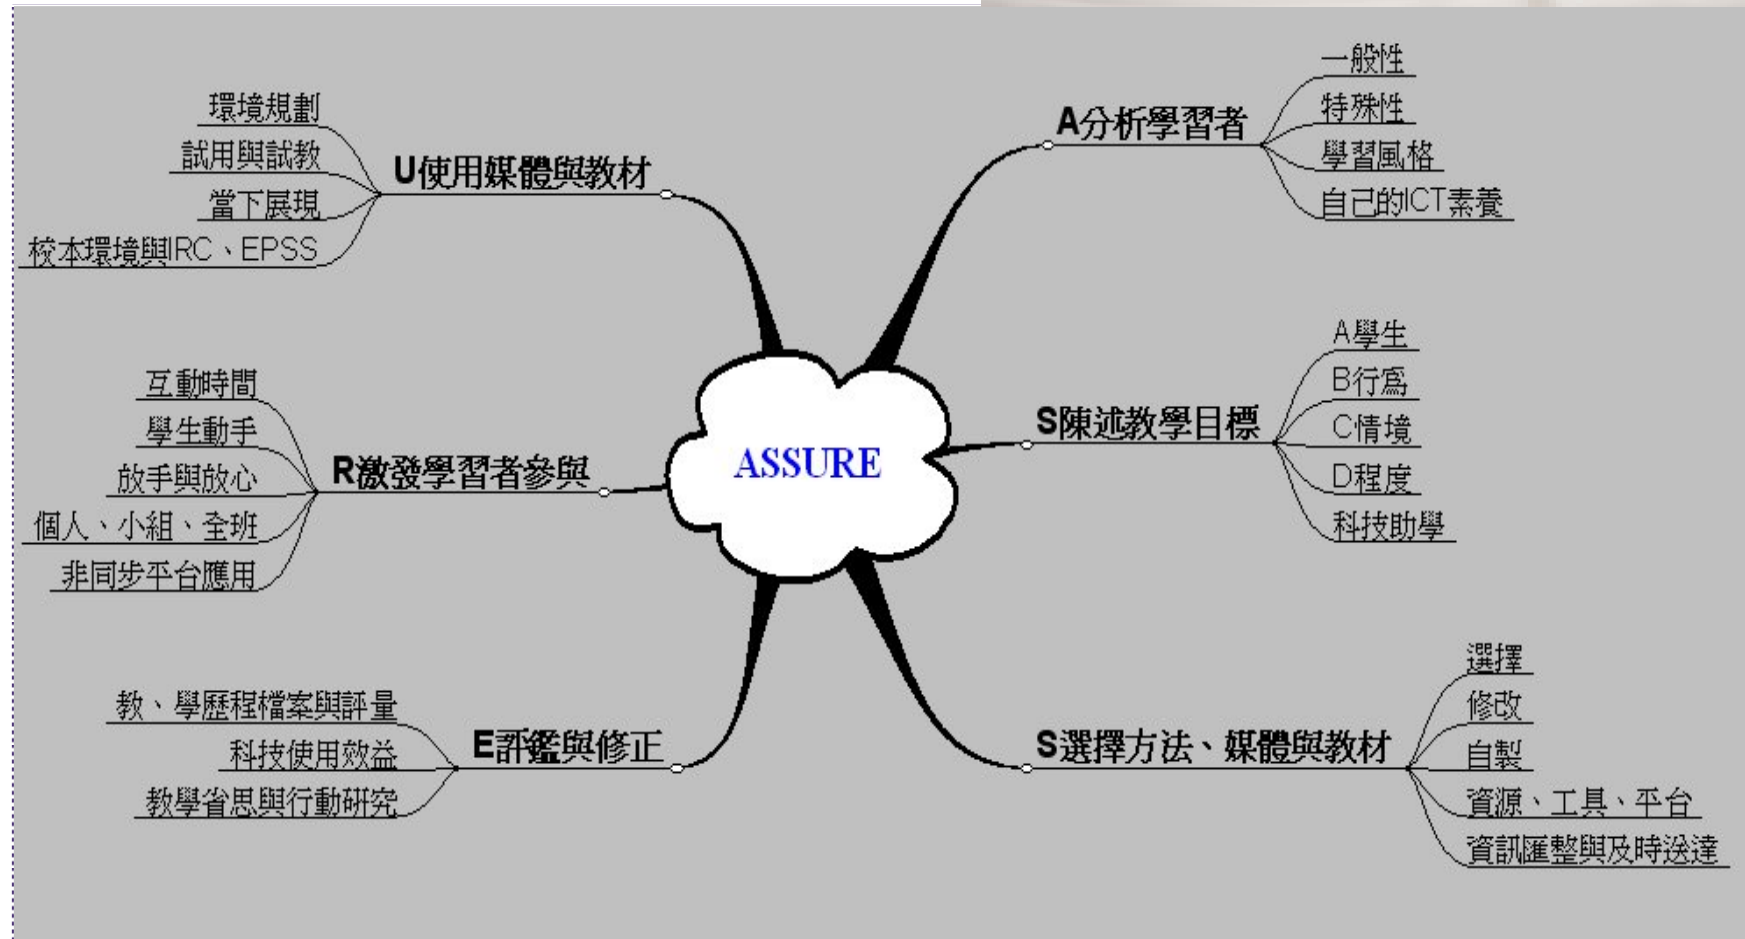 ASSURE
A分析學習者
一般性
特殊性
學習風格
自己的ICT素養
S陳述教學目標
A學生
B行為
C情境
D程度
科技助學
S選擇方法、媒體與教材
選擇
修改
自製
資源、工具、平台
資訊匯整與及時送達
U使用媒體與教材
環境規劃
試用與試教
當下展現
校本環境與IRC、EPSS
R激發學習者參與
互動時間
學生動手
放手與放心
個人、小組、全班
非同步平台應用
E評鑑與修正
教、學歷程檔案與評量
科技使用效益
教學省思與行動研究